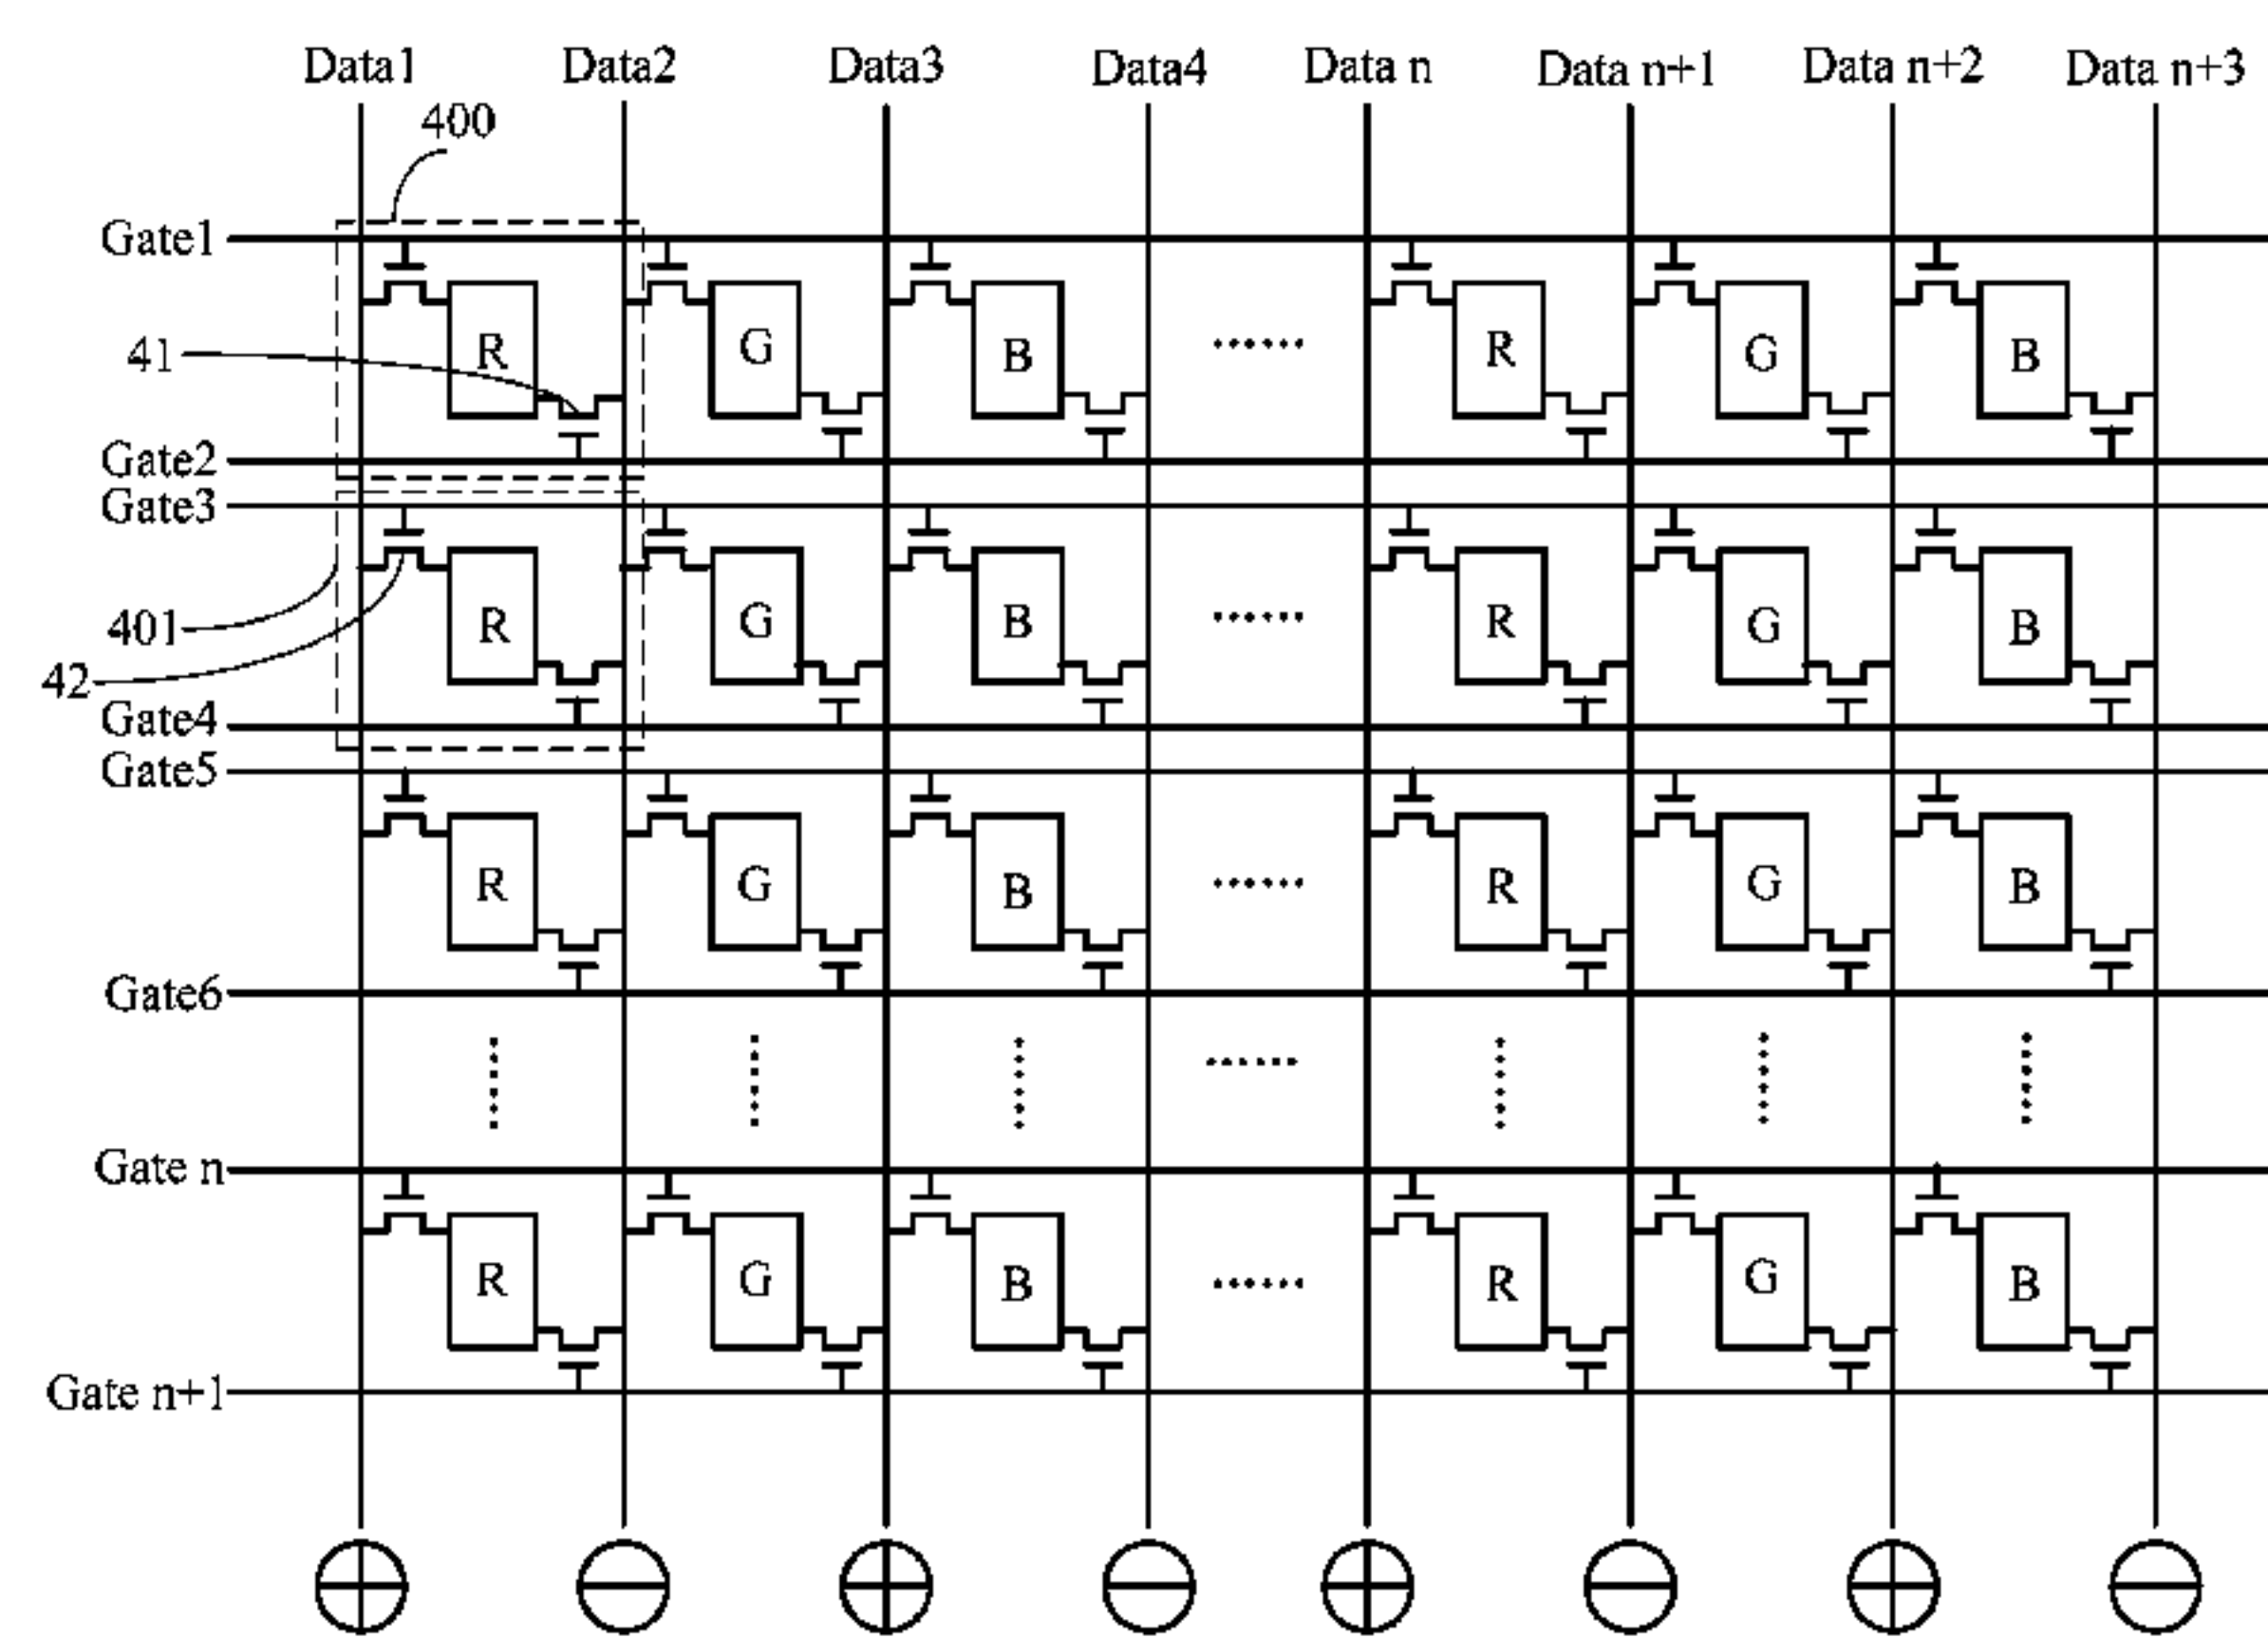 Data1 Data2 Data3 Data4 Data n Data n+1 Data n+2 Data n+3
400
Gate1
R G B ...... R G B
41
Gate2
Gate3
R G B ...... R G B
401
42
Gate4
Gate5
R G B ...... R G B
Gate6
......
Gate n
R G B ...... R G B
Gate n+1